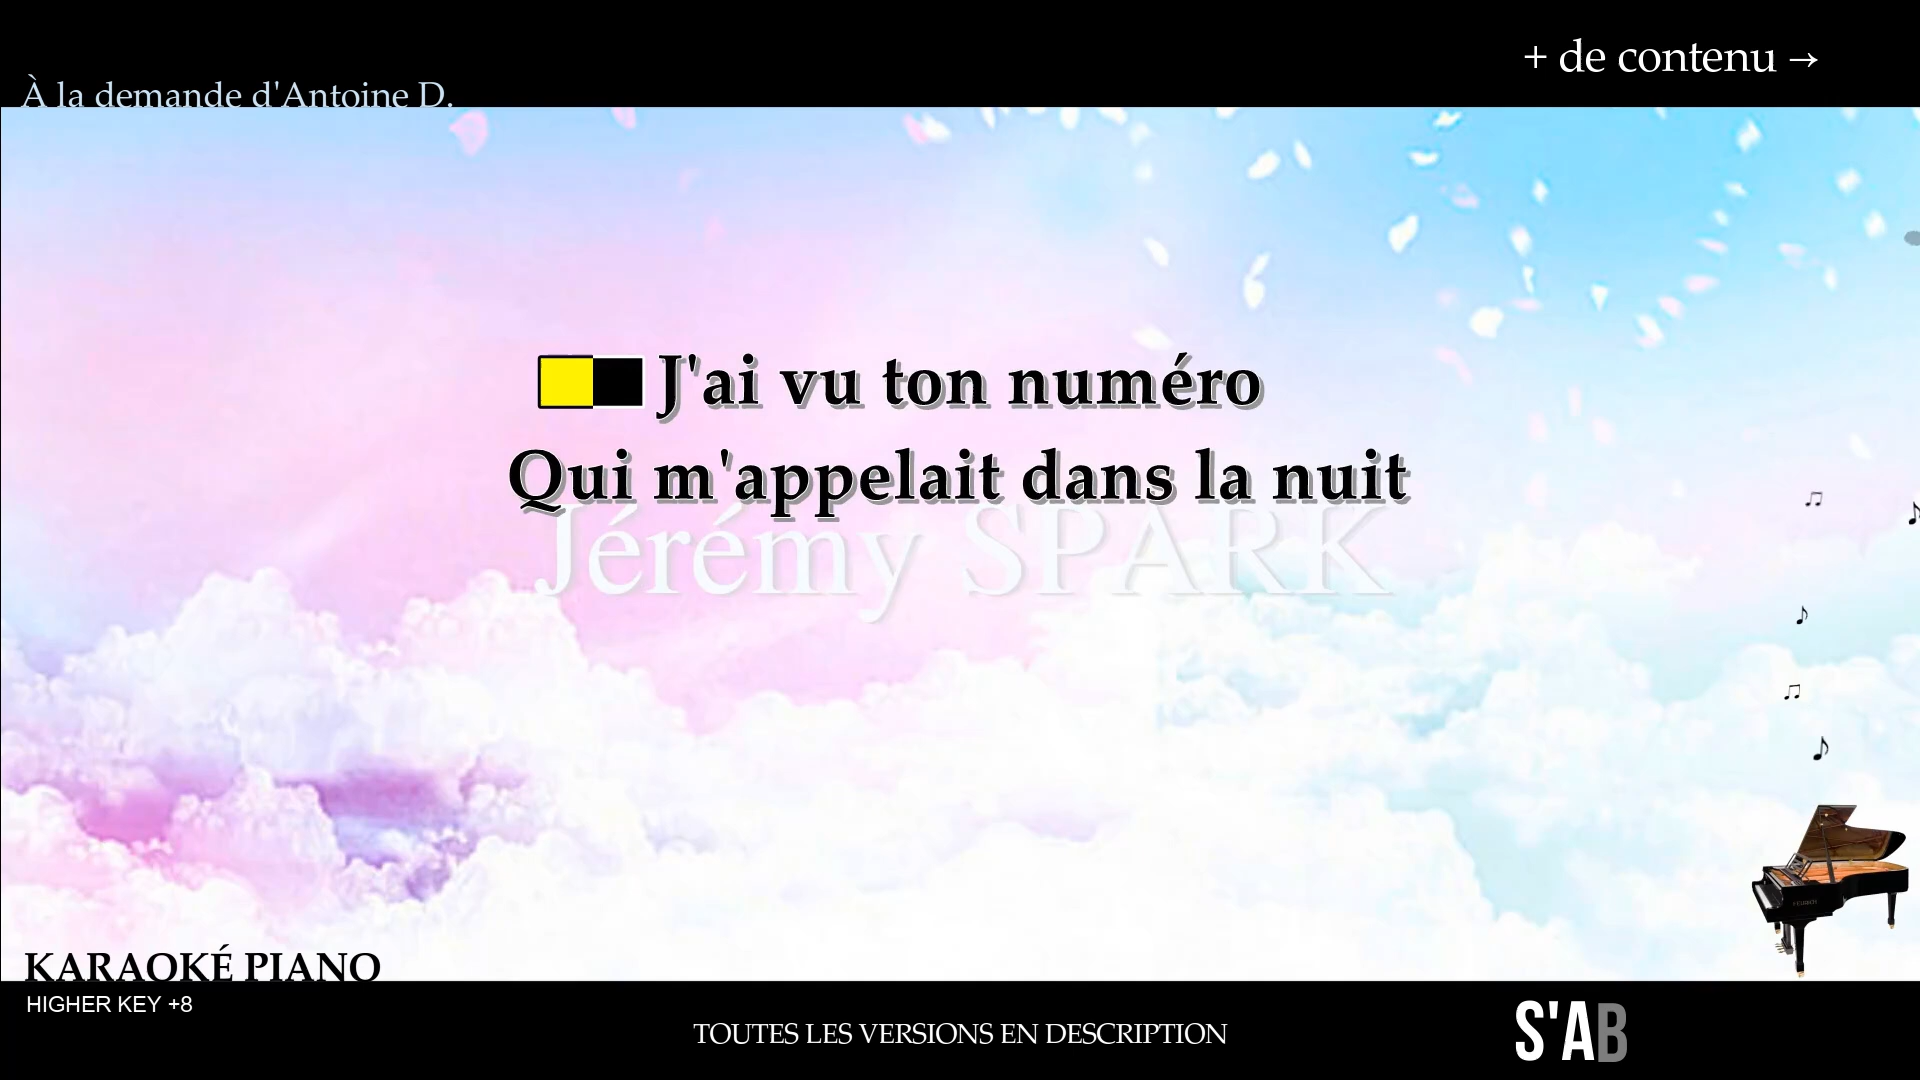 + de contenu →
À la demande d'Antoine D.
J'ai vu ton numéro
Qui m'appelait dans la nuit
Jérémy SPARK
KARAOKÉ PIANO
HIGHER KEY +8
TOUTES LES VERSIONS EN DESCRIPTION
S'AB